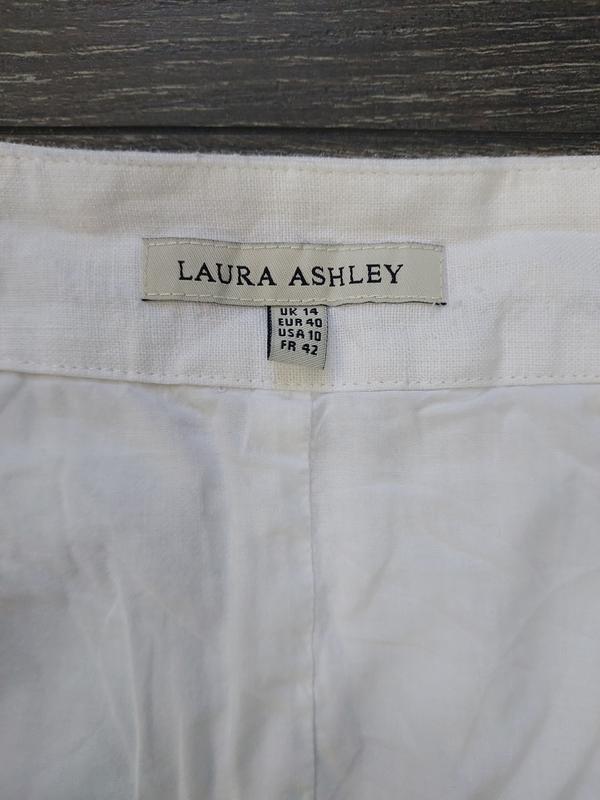 LAURA ASHLEY
UK 14
EUR 40
USA 10
FR 42